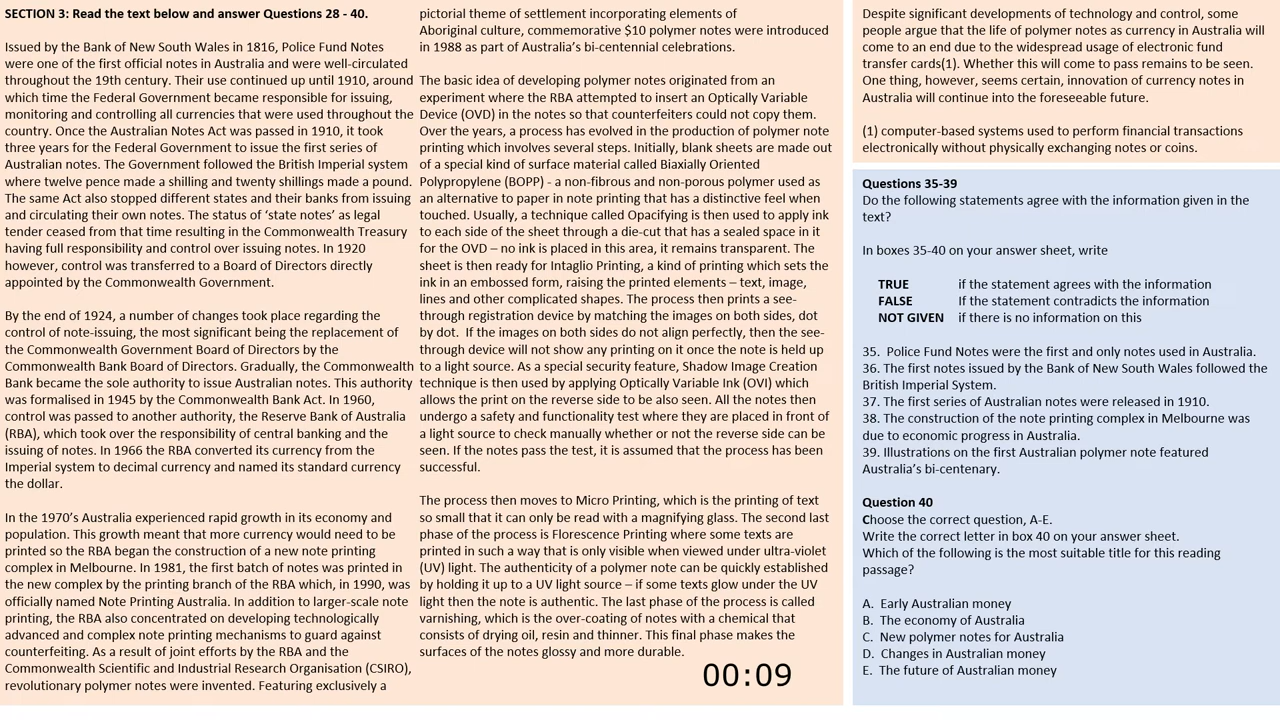 SECTION 3: Read the text below and answer Questions 28 - 40.
Issued by the Bank of New South Wales in 1816, Police Fund Notes
were one of the first official notes in Australia and were well-circulated
throughout the 19th century. Their use continued up until 1910, around
which time the Federal Government became responsible for issuing,
monitoring and controlling all currencies that were used throughout the
country. Once the Australian Notes Act was passed in 1910, it took
three years for the Federal Government to issue the first series of
Australian notes. The Government followed the British Imperial system
where twelve pence made a shilling and twenty shillings made a pound.
The same Act also stopped different states and their banks from issuing
and circulating their own notes. The status of ‘state notes’ as legal
tender ceased from that time resulting in the Commonwealth Treasury
having full responsibility and control over issuing notes. In 1920
however, control was transferred to a Board of Directors directly
appointed by the Commonwealth Government.
By the end of 1924, a number of changes took place regarding the
control of note-issuing, the most significant being the replacement of
the Commonwealth Government Board of Directors by the
Commonwealth Bank Board of Directors. Gradually, the Commonwealth
Bank became the sole authority to issue Australian notes. This authority
was formalised in 1945 by the Commonwealth Bank Act. In 1960,
control was passed to another authority, the Reserve Bank of Australia
(RBA), which took over the responsibility of central banking and the
issuing of notes. In 1966 the RBA converted its currency from the
Imperial system to decimal currency and named its standard currency
the dollar.
In the 1970’s Australia experienced rapid growth in its economy and
population. This growth meant that more currency would need to be
printed so the RBA began the construction of a new note printing
complex in Melbourne. In 1981, the first batch of notes was printed in
the new complex by the printing branch of the RBA which, in 1990, was
officially named Note Printing Australia. In addition to larger-scale note
printing, the RBA also concentrated on developing technologically
advanced and complex note printing mechanisms to guard against
counterfeiting. As a result of joint efforts by the RBA and the
Commonwealth Scientific and Industrial Research Organisation (CSIRO),
revolutionary polymer notes were invented. Featuring exclusively a
pictorial theme of settlement incorporating elements of
Aboriginal culture, commemorative $10 polymer notes were introduced
in 1988 as part of Australia’s bi-centennial celebrations.
The basic idea of developing polymer notes originated from an
experiment where the RBA attempted to insert an Optically Variable
Device (OVD) in the notes so that counterfeiters could not copy them.
Over the years, a process has evolved in the production of polymer note
printing which involves several steps. Initially, blank sheets are made out
of a special kind of surface material called Biaxially Oriented
Polypropylene (BOPP) - a non-fibrous and non-porous polymer used as
an alternative to paper in note printing that has a distinctive feel when
touched. Usually, a technique called Opacifying is then used to apply ink
to each side of the sheet through a die-cut that has a sealed space in it
for the OVD – no ink is placed in this area, it remains transparent. The
sheet is then ready for Intaglio Printing, a kind of printing which sets the
ink in an embossed form, raising the printed elements – text, image,
lines and other complicated shapes. The process then prints a see-
through registration device by matching the images on both sides, dot
by dot. If the images on both sides do not align perfectly, then the see-
through device will not show any printing on it once the note is held up
to a light source. As a special security feature, Shadow Image Creation
technique is then used by applying Optically Variable Ink (OVI) which
allows the print on the reverse side to be also seen. All the notes then
undergo a safety and functionality test where they are placed in front of
a light source to check manually whether or not the reverse side can be
seen. If the notes pass the test, it is assumed that the process has been
successful.
The process then moves to Micro Printing, which is the printing of text
so small that it can only be read with a magnifying glass. The second last
phase of the process is Florescence Printing where some texts are
printed in such a way that is only visible when viewed under ultra-violet
(UV) light. The authenticity of a polymer note can be quickly established
by holding it up to a UV light source – if some texts glow under the UV
light then the note is authentic. The last phase of the process is called
varnishing, which is the over-coating of notes with a chemical that
consists of drying oil, resin and thinner. This final phase makes the
surfaces of the notes glossy and more durable.
00:09
Despite significant developments of technology and control, some
people argue that the life of polymer notes as currency in Australia will
come to an end due to the widespread usage of electronic fund
transfer cards(1). Whether this will come to pass remains to be seen.
One thing, however, seems certain, innovation of currency notes in
Australia will continue into the foreseeable future.
(1) computer-based systems used to perform financial transactions
electronically without physically exchanging notes or coins.
Questions 35-39
Do the following statements agree with the information given in the
text?
In boxes 35-40 on your answer sheet, write
TRUE if the statement agrees with the information
FALSE If the statement contradicts the information
NOT GIVEN if there is no information on this
35. Police Fund Notes were the first and only notes used in Australia.
36. The first notes issued by the Bank of New South Wales followed the
British Imperial System.
37. The first series of Australian notes were released in 1910.
38. The construction of the note printing complex in Melbourne was
due to economic progress in Australia.
39. Illustrations on the first Australian polymer note featured
Australia’s bi-centenary.
Question 40
Choose the correct question, A-E.
Write the correct letter in box 40 on your answer sheet.
Which of the following is the most suitable title for this reading
passage?
A. Early Australian money
B. The economy of Australia
C. New polymer notes for Australia
D. Changes in Australian money
E. The future of Australian money